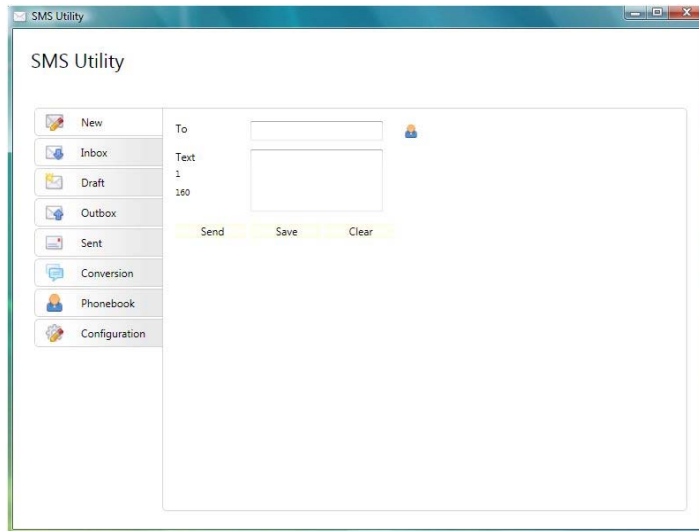 SMS Utility
SMS Utility
New
Inbox
Draft
Outbox
Sent
Conversion
Phonebook
Configuration
To
Text
1
160
Send Save Clear